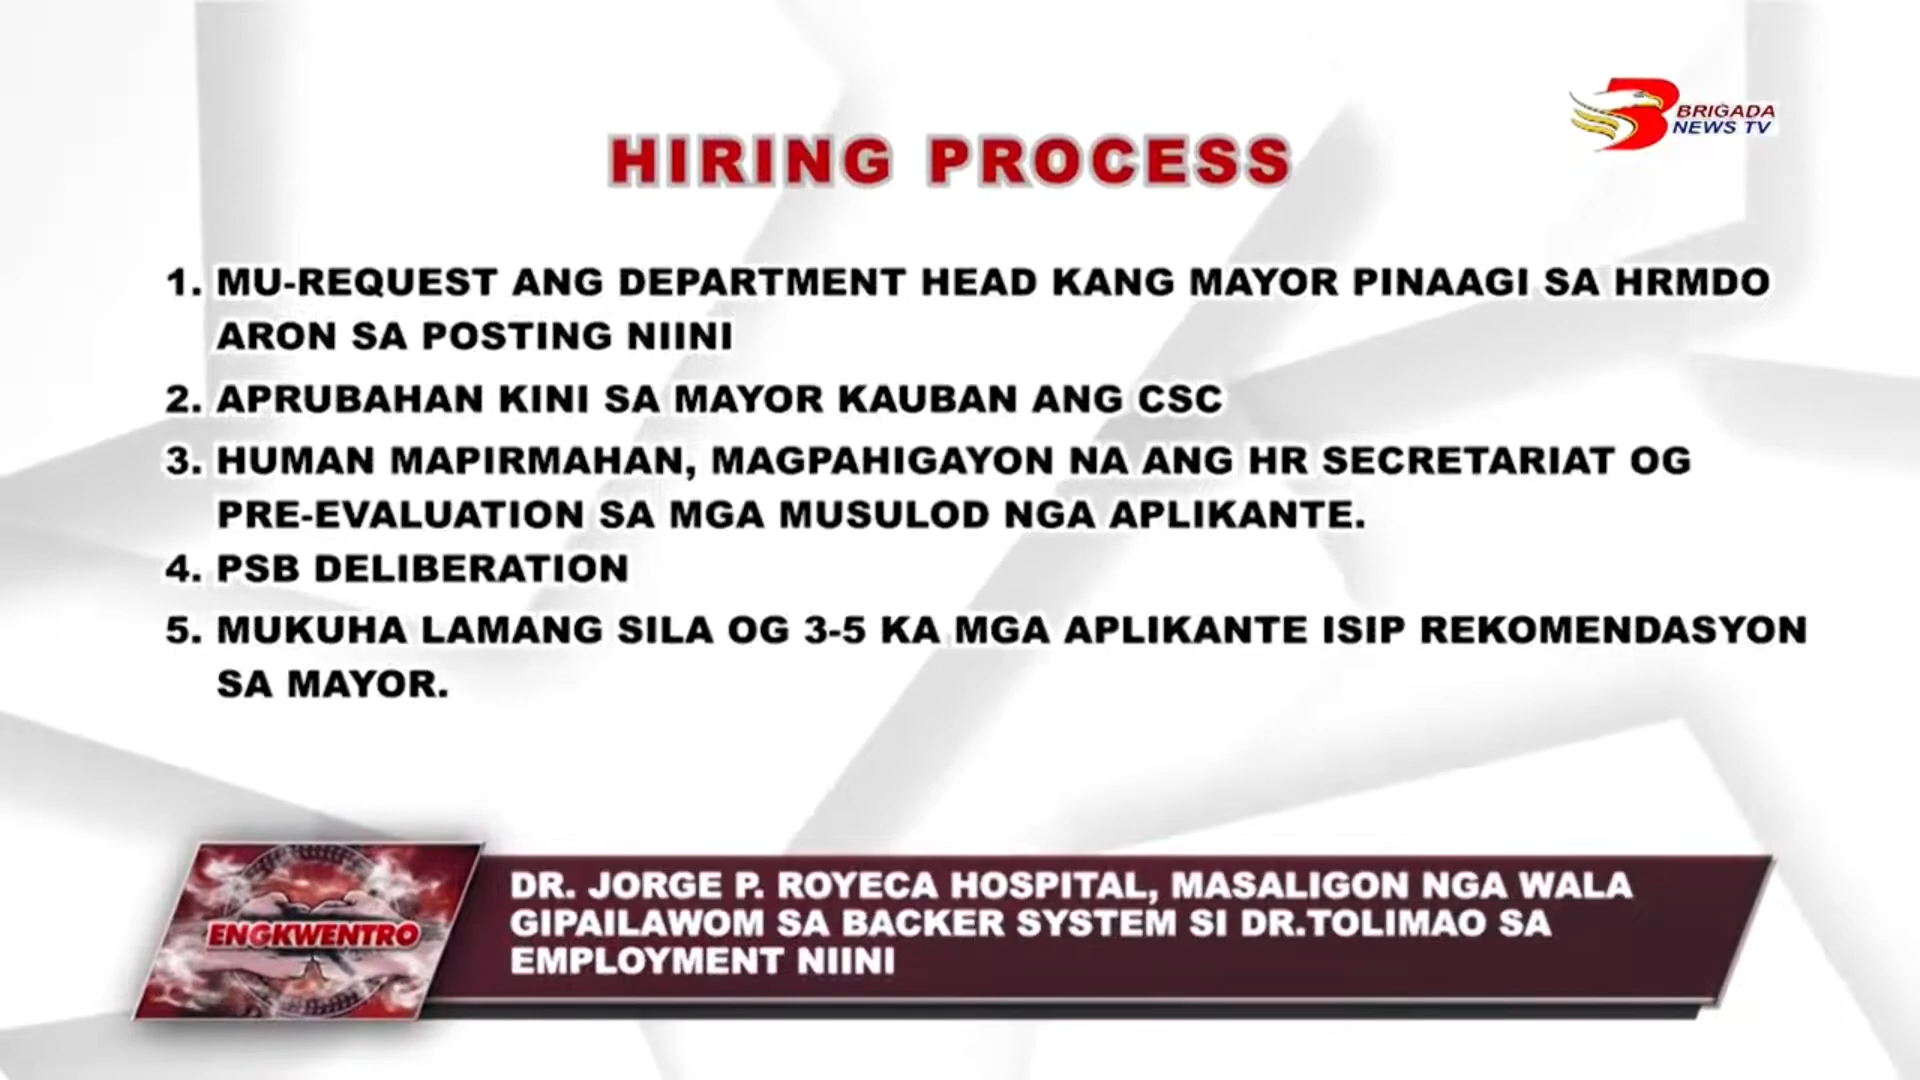 BRIGADA
NEWS TV
HIRING PROCESS
1. MU-REQUEST ANG DEPARTMENT HEAD KANG MAYOR PINAAGI SA HRMDO
ARON SA POSTING NIINI
2. APRUBAHAN KINI SA MAYOR KAUBAN ANG CSC
3. HUMAN MAPIRMAHAN, MAGPAHIGAYON NA ANG HR SECRETARIAT OG
PRE-EVALUATION SA MGA MUSULOD NGA APLIKANTE.
4. PSB DELIBERATION
5. MUKUHA LAMANG SILA OG 3-5 KA MGA APLIKANTE ISIP REKOMENDASYON
SA MAYOR.
ENGKWENTRO
DR. JORGE P. ROYECA HOSPITAL, MASALIGON NGA WALA
GIPAILAWOM SA BACKER SYSTEM SI DR.TOLIMAO SA
EMPLOYMENT NIINI